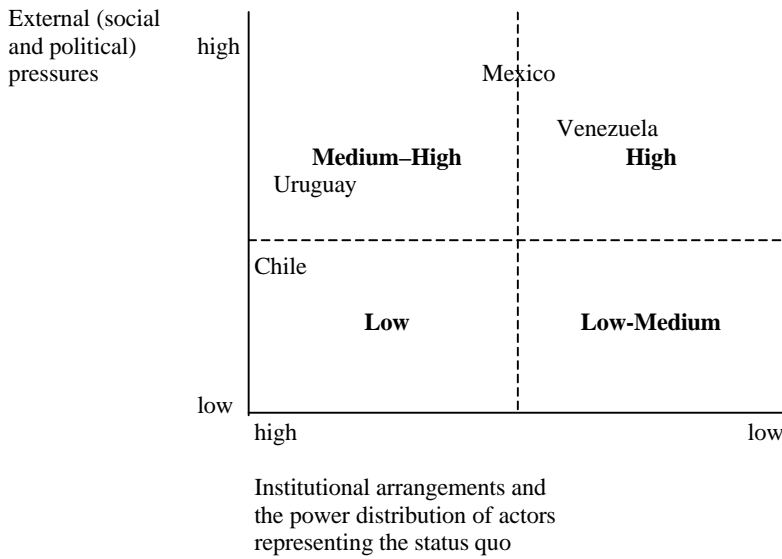 External (social
and political)
pressures
high
Mexico
Venezuela
Medium–High
High
Uruguay
Chile
Low
Low-Medium
low
high
low
Institutional arrangements and
the power distribution of actors
representing the status quo